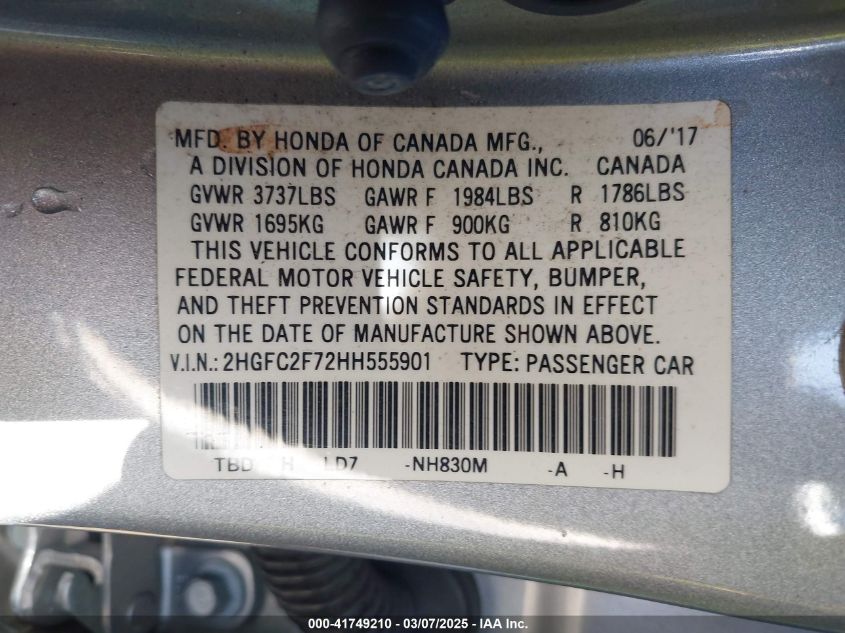 MFD. BY HONDA OF CANADA MFG., 06/'17
A DIVISION OF HONDA CANADA INC. CANADA
GVWR 3737LBS GAWR F 1984LBS R 1786LBS
GVWR 1695KG GAWR F 900KG R 810KG
THIS VEHICLE CONFORMS TO ALL APPLICABLE
FEDERAL MOTOR VEHICLE SAFETY, BUMPER,
AND THEFT PREVENTION STANDARDS IN EFFECT
ON THE DATE OF MANUFACTURE SHOWN ABOVE.
V.I.N.: 2HGFC2F72HH555901 TYPE: PASSENGER CAR
TBD H LD7 -NH830M -A -H
000-41749210 - 03/07/2025 - IAA Inc.